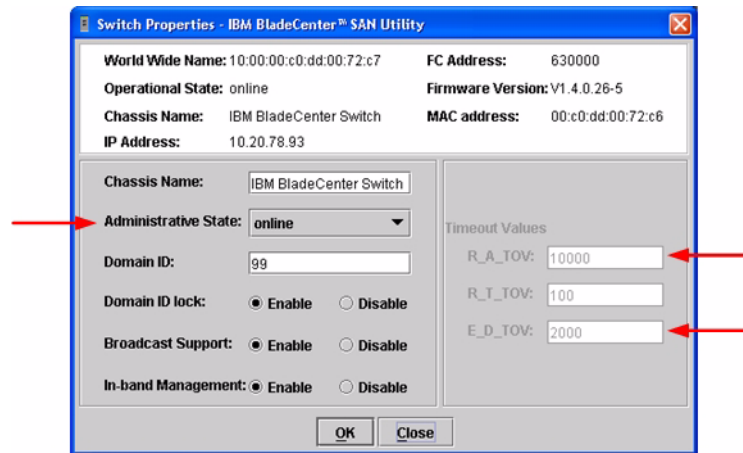 Switch Properties - IBM BladeCenter™ SAN Utility
World Wide Name: 10:00:00:c0:dd:00:72:c7 FC Address: 630000
Operational State: online Firmware Version: V1.4.0.26-5
Chassis Name: IBM BladeCenter Switch MAC address: 00:c0:dd:00:72:c6
IP Address: 10.20.78.93
Chassis Name: IBM BladeCenter Switch
Administrative State: online
Timeout Values
Domain ID: 99
R_A_TOV: 10000
Domain ID lock: Enable Disable
R_T_TOV: 100
Broadcast Support: Enable Disable
E_D_TOV: 2000
In-band Management: Enable Disable
OK Close